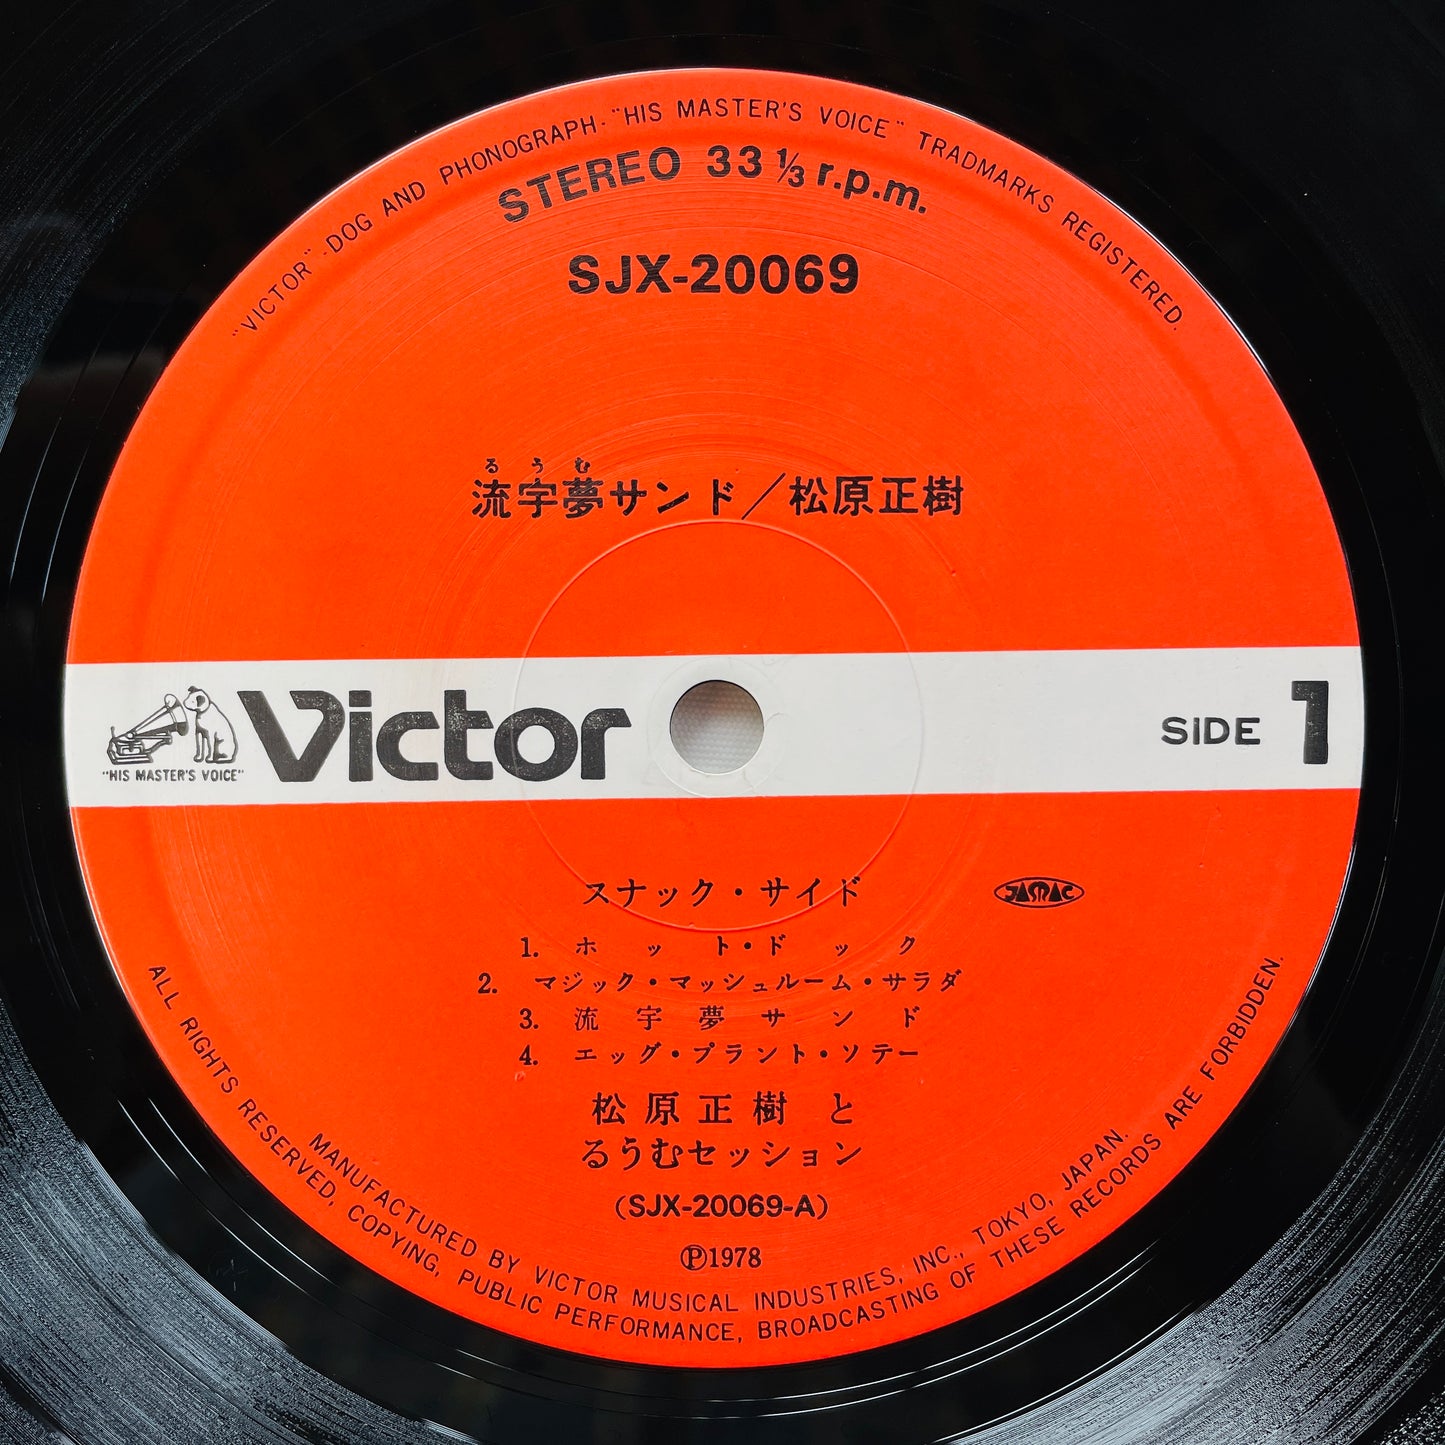 "VICTOR"-DOG AND PHONOGRAPH-"HIS MASTER'S VOICE" TRADMARKS REGISTERED.
STEREO 33 1/3 r.p.m.
SJX-20069
るうむ
流宇夢サンド／松原正樹
"HIS MASTER'S VOICE"
Victor
SIDE 1
スナック・サイド
JASRAC
1. ホット・ドック
2. マジック・マッシュルーム・サラダ
3. 流宇夢サンド
4. エッグ・プラント・ソテー
松原正樹と
るうむセッション
(SJX-20069-A)
Ⓟ1978
MANUFACTURED BY VICTOR MUSICAL INDUSTRIES, INC., TOKYO, JAPAN.
ALL RIGHTS RESERVED, COPYING, PUBLIC PERFORMANCE, BROADCASTING OF THESE RECORDS ARE FORBIDDEN.